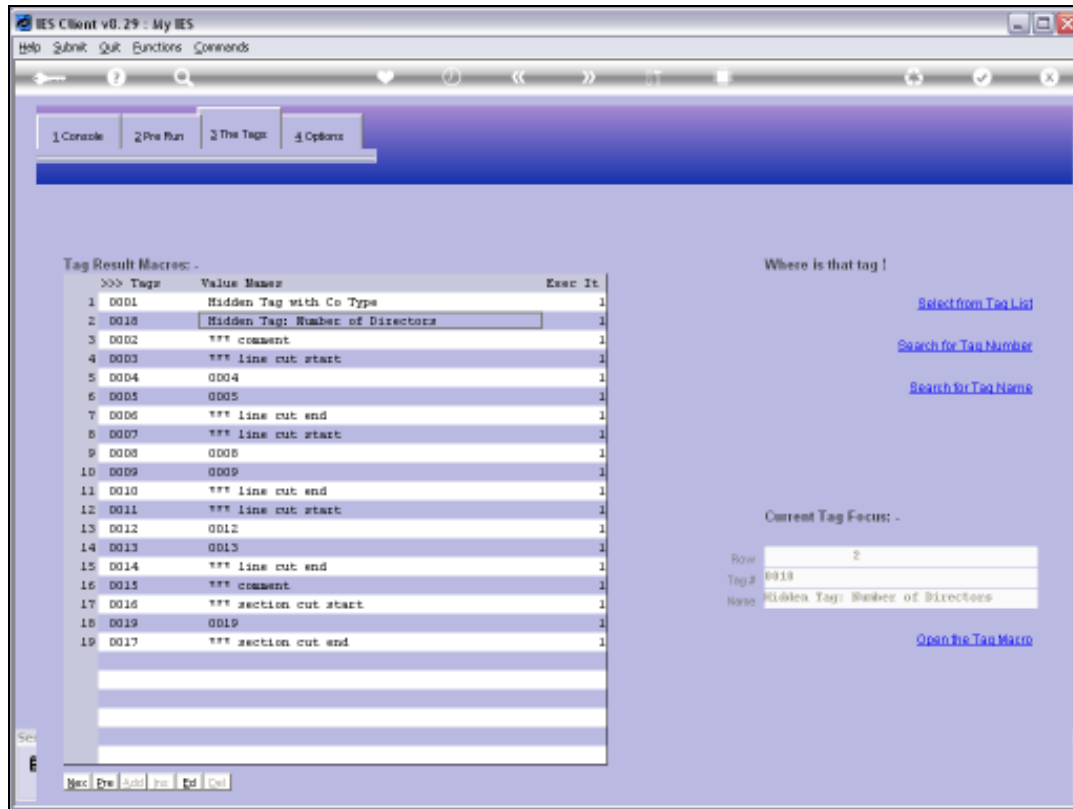 IES Client v8.29 : My IES
Help Submit Quit Functions Commands
1 Console 2 Pre Run 3 The Tags 4 Options
Tag Result Macros: -
Where is that tag !
>>> Tags Value Names Exec It
1 0001 Hidden Tag with Co Type 1
2 0018 Hidden Tag: Number of Directors 1
3 0002 *** comment 1
4 0003 *** line cut start 1
5 0004 0004 1
6 0005 0005 1
7 0006 *** line cut end 1
8 0007 *** line cut start 1
9 0008 0008 1
10 0009 0009 1
11 0010 *** line cut end 1
12 0011 *** line cut start 1
13 0012 0012 1
14 0013 0013 1
15 0014 *** line cut end 1
16 0015 *** comment 1
17 0016 *** section cut start 1
18 0019 0019 1
19 0017 *** section cut end 1
Select from Tag List
Search for Tag Number
Search for Tag Name
Current Tag Focus: -
Row 2
Tag # 0018
Name Hidden Tag: Number of Directors
Open the Tag Macro
Nex Pre Add Ins Ed Del